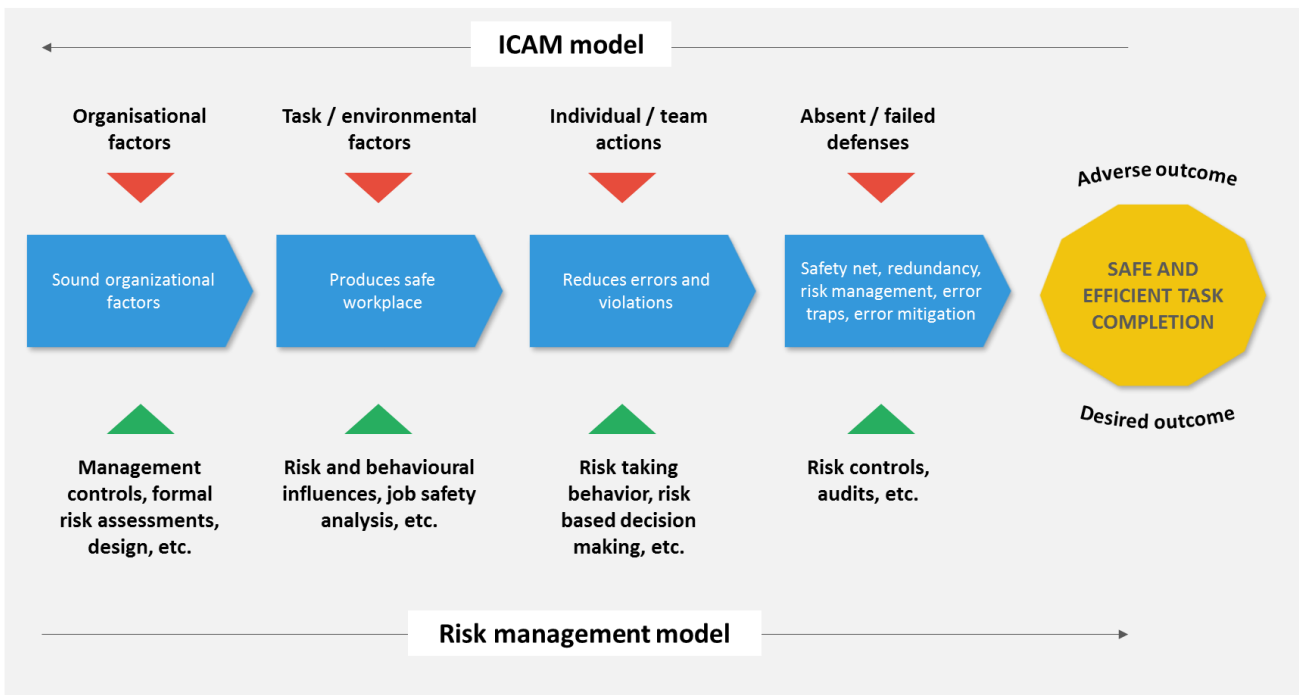 ICAM model
Organisational
factors
Task / environmental
factors
Individual / team
actions
Absent / failed
defenses
Adverse outcome
Sound organizational
factors
Produces safe
workplace
Reduces errors and
violations
Safety net, redundancy,
risk management, error
traps, error mitigation
SAFE AND
EFFICIENT TASK
COMPLETION
Desired outcome
Management
controls, formal
risk assessments,
design, etc.
Risk and behavioural
influences, job safety
analysis, etc.
Risk taking
behavior, risk
based decision
making, etc.
Risk controls,
audits, etc.
Risk management model